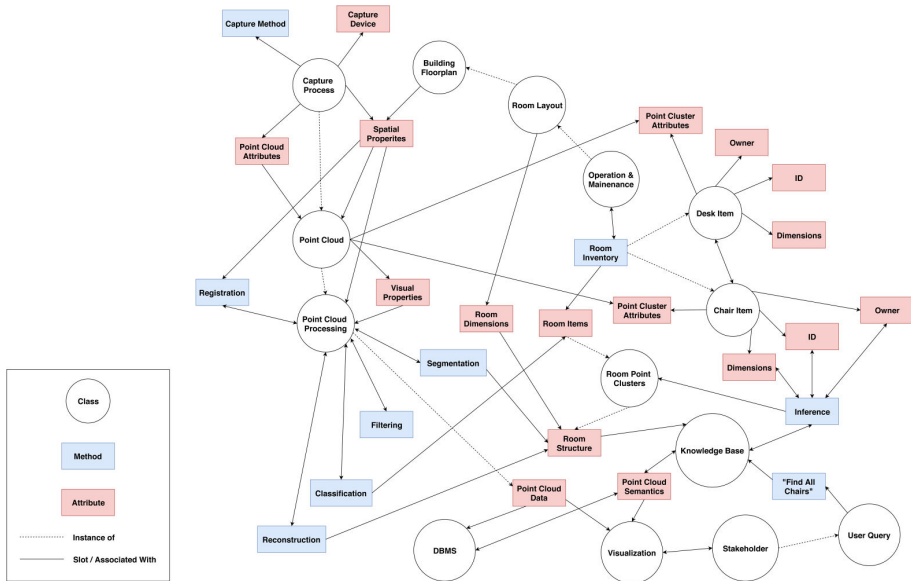 Capture Method
Capture
Device
Capture
Process
Building
Floorplan
Room Layout
Point Cloud
Attributes
Spatial
Properites
Point Cluster
Attributes
Owner
ID
Operation &
Mainenance
Desk Item
Dimensions
Point Cloud
Room
Inventory
Registration
Visual
Properties
Point Cloud
Processing
Room
Dimensions
Room Items
Point Cluster
Attributes
Chair Item
Owner
ID
Dimensions
Segmentation
Room Point
Clusters
Inference
Class
Filtering
Room
Structure
Knowledge Base
Method
Classification
Point Cloud
Data
Point Cloud
Semantics
"Find All
Chairs"
Attribute
Reconstruction
DBMS
Visualization
Stakeholder
User Query
Instance of
Slot / Associated With